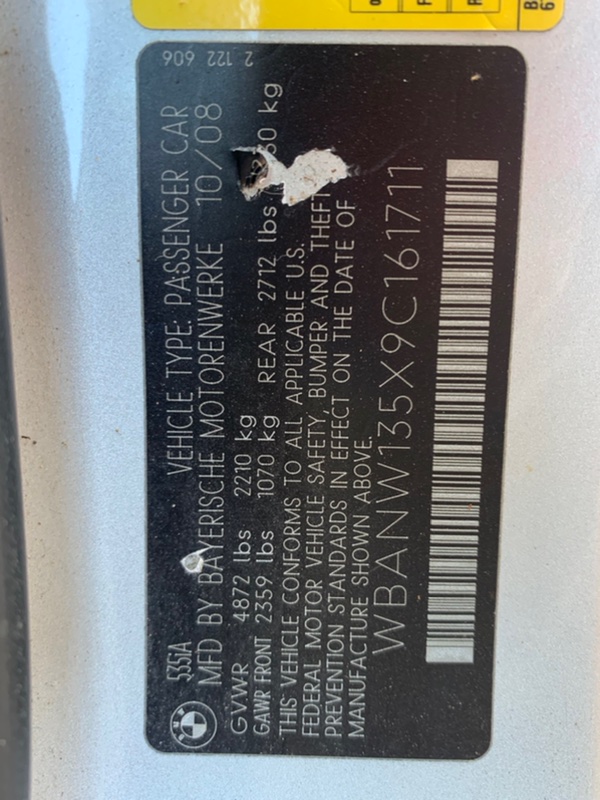 2 122 606
535IA VEHICLE TYPE: PASSENGER CAR
MFD BY BAYERISCHE MOTORENWERKE 10/08
GVWR 4872 lbs 2210 kg
GAWR FRONT 2359 lbs 1070 kg REAR 2712 lbs kg
THIS VEHICLE CONFORMS TO ALL APPLICABLE U.S.
FEDERAL MOTOR VEHICLE SAFETY, BUMPER AND THEFT
PREVENTION STANDARDS IN EFFECT ON THE DATE OF
MANUFACTURE SHOWN ABOVE.
WBANW135X9C161711
BMW